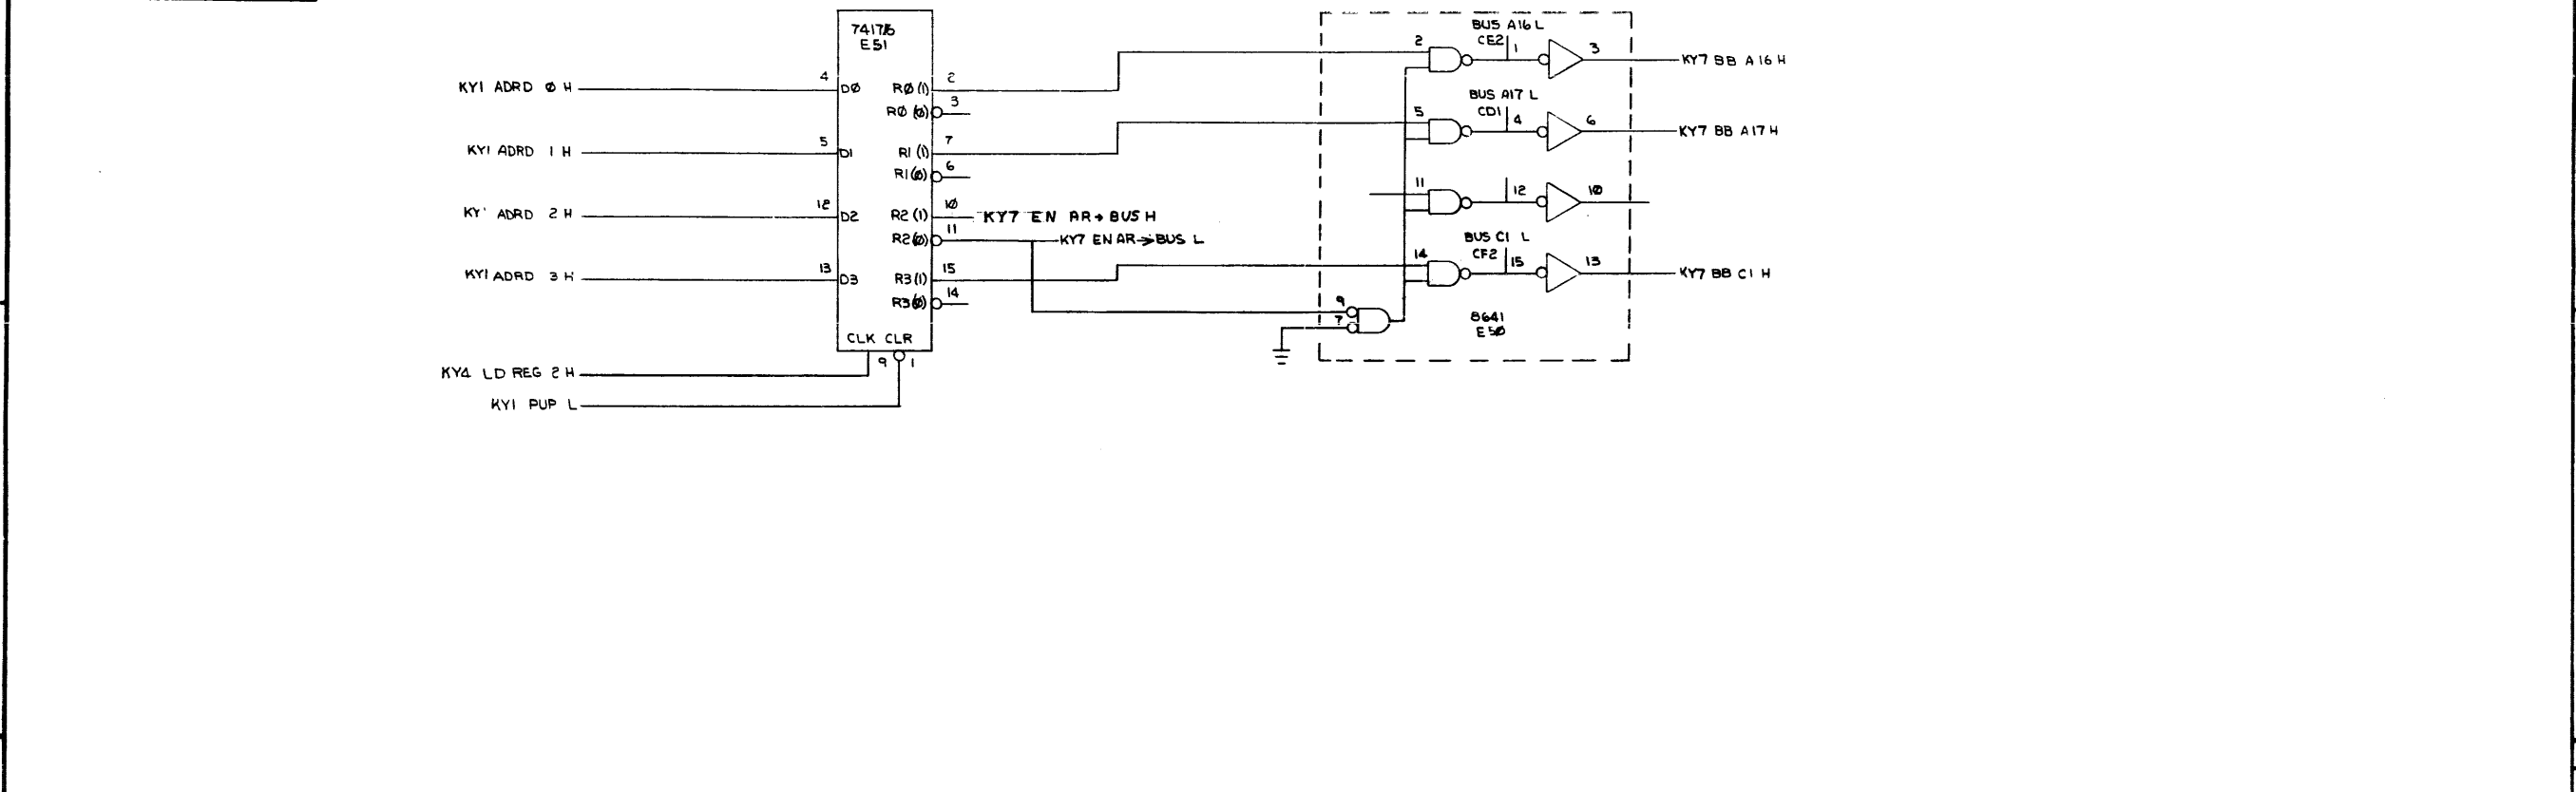 74175
E51
KY1 ADRD Ø H
4
DØ
RØ(1)
2
RØ(Ø)
3
KY1 ADRD 1 H
5
D1
R1(1)
7
R1(Ø)
6
KY' ADRD 2 H
12
D2
R2(1)
10
KY7 EN AR→BUS H
R2(Ø)
11
KY7 EN AR→BUS L
KY1 ADRD 3 H
13
D3
R3(1)
15
R3(Ø)
14
CLK CLR
9
1
KY4 LD REG 2 H
KY1 PUP L
BUS A16 L
CE2
2
1
3
KY7 BB A16 H
BUS A17 L
CD1
5
4
6
KY7 BB A17 H
11
12
1Ø
BUS C1 L
CF2
14
15
13
KY7 BB C1 H
9
7
8641
E5Ø